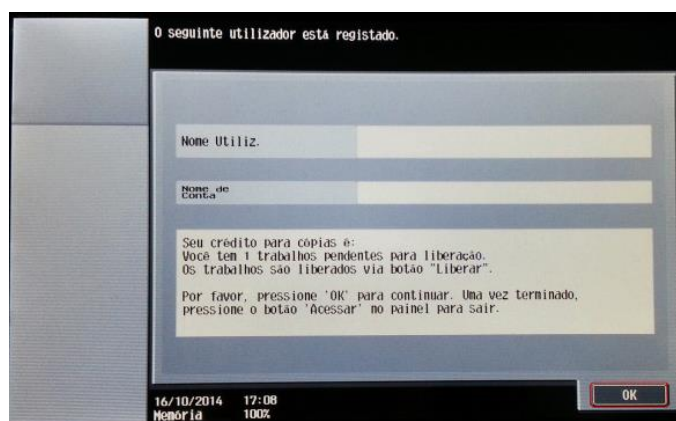 O seguinte utilizador está registado.
Nome Utiliz.
Nome de
Conta
Seu crédito para cópias é:
Você tem 1 trabalhos pendentes para liberação.
Os trabalhos são liberados via botão "Liberar".
Por favor, pressione 'OK' para continuar. Uma vez terminado,
pressione o botão 'Acessar' no painel para sair.
OK
16/10/2014 17:08
Memória 100%